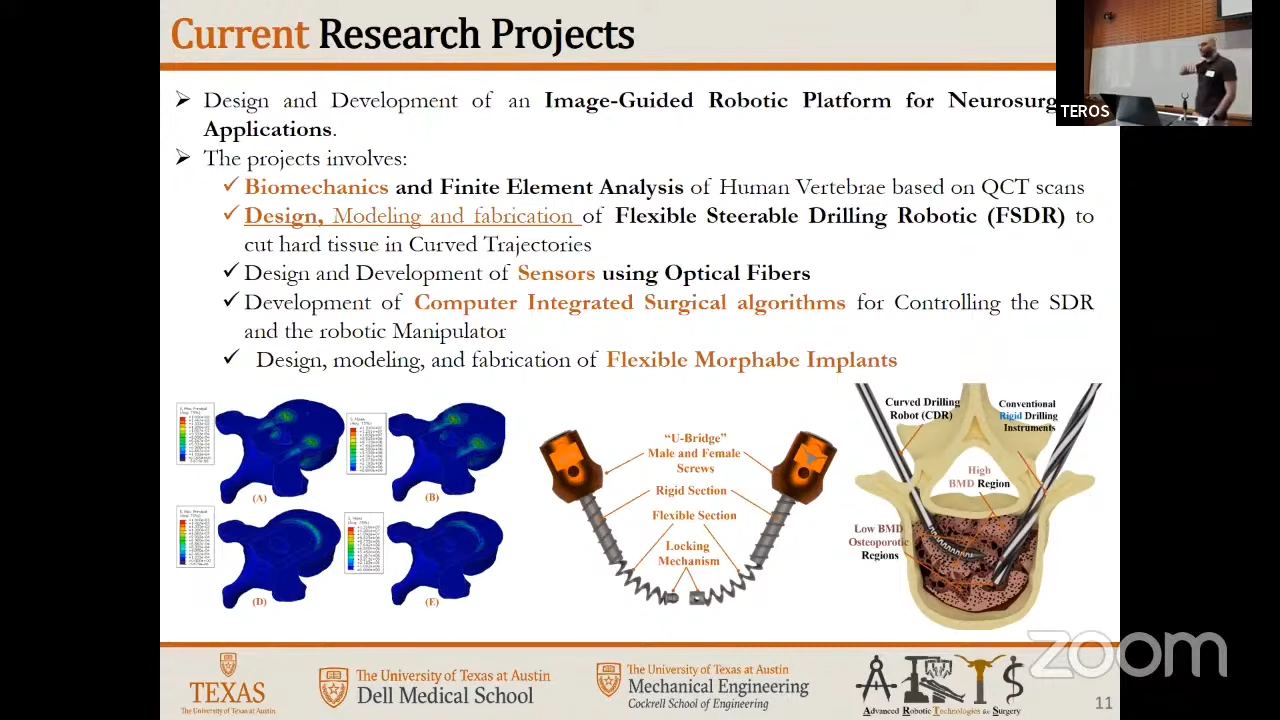 Current Research Projects
TEROS
➢ Design and Development of an Image-Guided Robotic Platform for Neurosurg
Applications.
➢ The projects involves:
✓ Biomechanics and Finite Element Analysis of Human Vertebrae based on QCT scans
✓ Design, Modeling and fabrication of Flexible Steerable Drilling Robotic (FSDR) to
cut hard tissue in Curved Trajectories
✓ Design and Development of Sensors using Optical Fibers
✓ Development of Computer Integrated Surgical algorithms for Controlling the SDR
and the robotic Manipulator
✓ Design, modeling, and fabrication of Flexible Morphabe Implants
(A)
(B)
(D)
(E)
“U-Bridge”
Male and Female
Screws
Rigid Section
Flexible Section
Locking
Mechanism
Curved Drilling
Robot (CDR)
Conventional
Rigid Drilling
Instruments
High
BMD Region
Low BMD
Osteoporotic
Regions
zoom
TEXAS
The University of Texas at Austin
The University of Texas at Austin
Dell Medical School
The University of Texas at Austin
Mechanical Engineering
Cockrell School of Engineering
ARTS
Advanced Robotic Technologies for Surgery
11